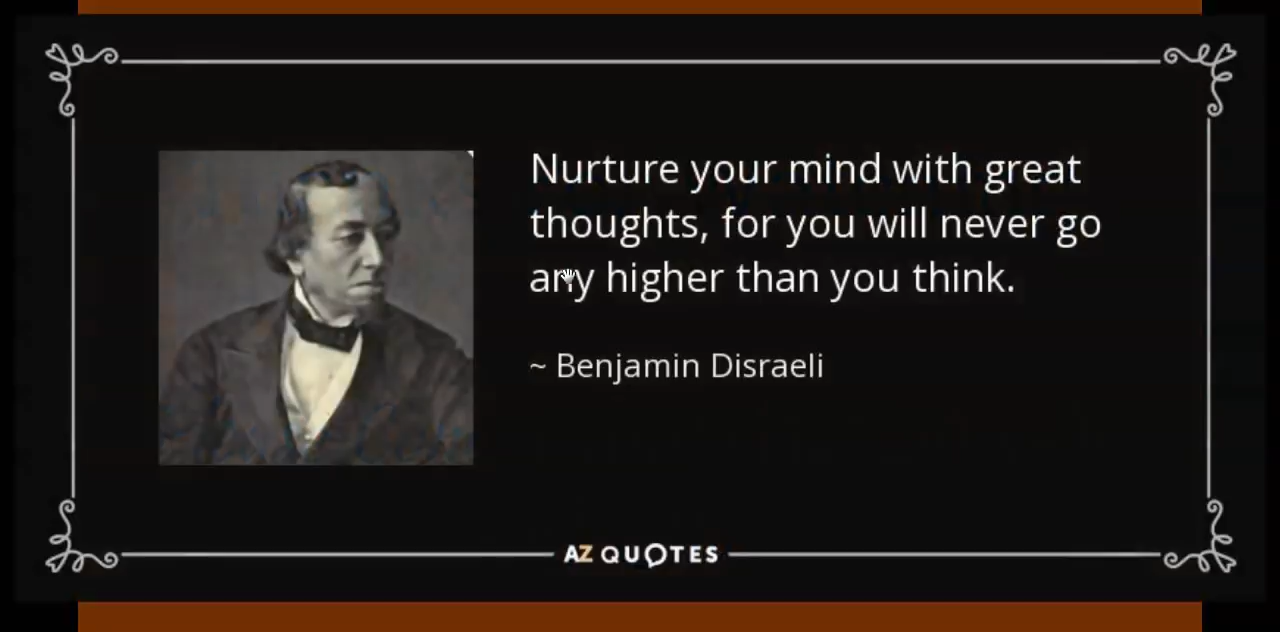 Nurture your mind with great
thoughts, for you will never go
any higher than you think.
~ Benjamin Disraeli
AZ QUOTES